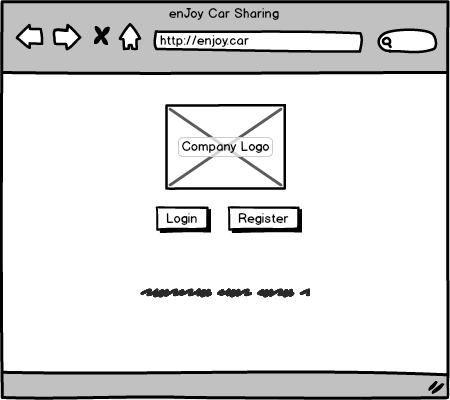 enJoy Car Sharing
http://enjoy.car
Company Logo
Login Register